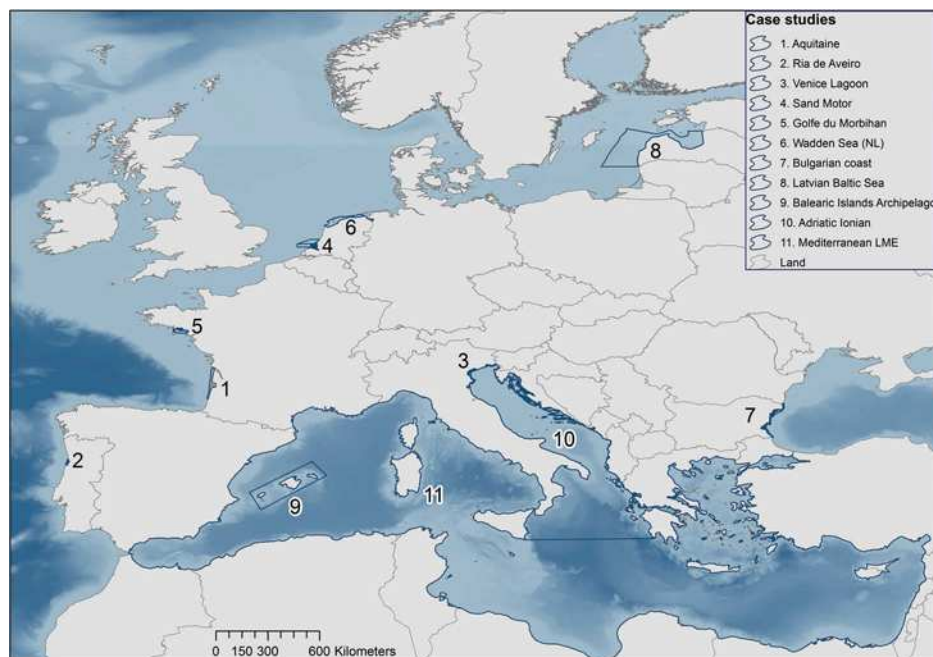 Case studies
1. Aquitaine
2. Ria de Aveiro
3. Venice Lagoon
4. Sand Motor
5. Golfe du Morbihan
6. Wadden Sea (NL)
7. Bulgarian coast
8. Latvian Baltic Sea
9. Balearic Islands Archipelago
10. Adriatic Ionian
11. Mediterranean LME
Land
8
6
4
5
3
1
7
10
2
11
9
0 150 300 600 Kilometers